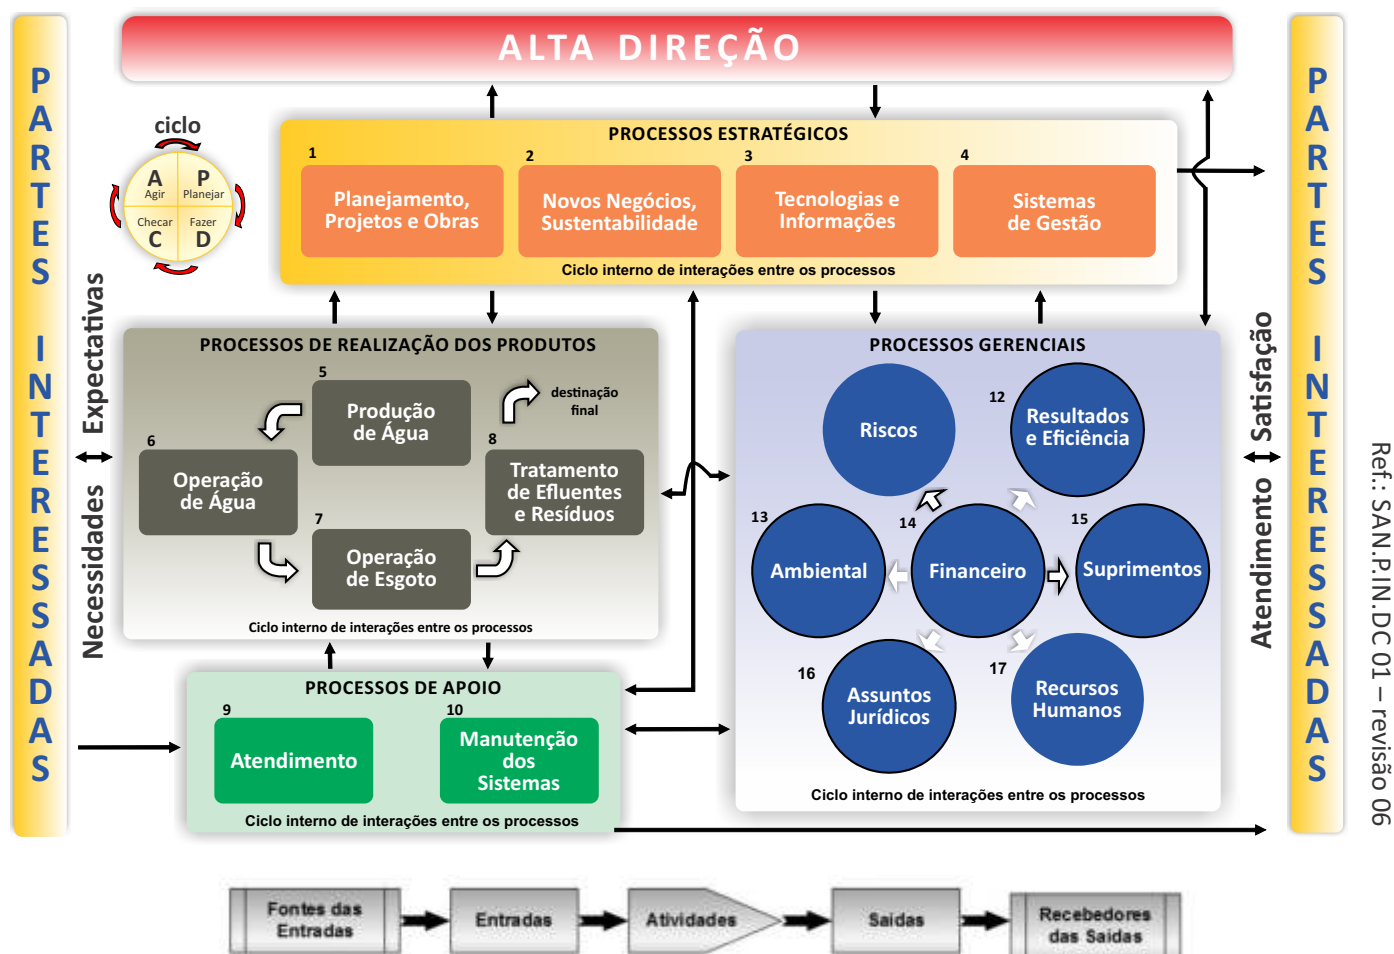 ALTA DIREÇÃO
PARTES INTERESSADAS
ciclo
A
Agir
P
Planejar
Checar
C
Fazer
D
PROCESSOS ESTRATÉGICOS
1
Planejamento,
Projetos e Obras
2
Novos Negócios,
Sustentabilidade
3
Tecnologias e
Informações
4
Sistemas
de Gestão
Ciclo interno de interações entre os processos
Necessidades
Expectativas
PROCESSOS DE REALIZAÇÃO DOS PRODUTOS
5
Produção
de Água
destinação
final
6
Operação
de Água
7
Operação
de Esgoto
8
Tratamento
de Efluentes
e Resíduos
Ciclo interno de interações entre os processos
PROCESSOS GERENCIAIS
Riscos
12
Resultados
e Eficiência
13
Ambiental
14
Financeiro
15
Suprimentos
16
Assuntos
Jurídicos
17
Recursos
Humanos
Ciclo interno de interações entre os processos
PROCESSOS DE APOIO
9
Atendimento
10
Manutenção
dos
Sistemas
Ciclo interno de interações entre os processos
Atendimento
Satisfação
PARTES INTERESSADAS
Ref.: SAN.P.IN.DC 01 – revisão 06
Fontes das
Entradas
Entradas
Atividades
Saídas
Recebedores
das Saídas